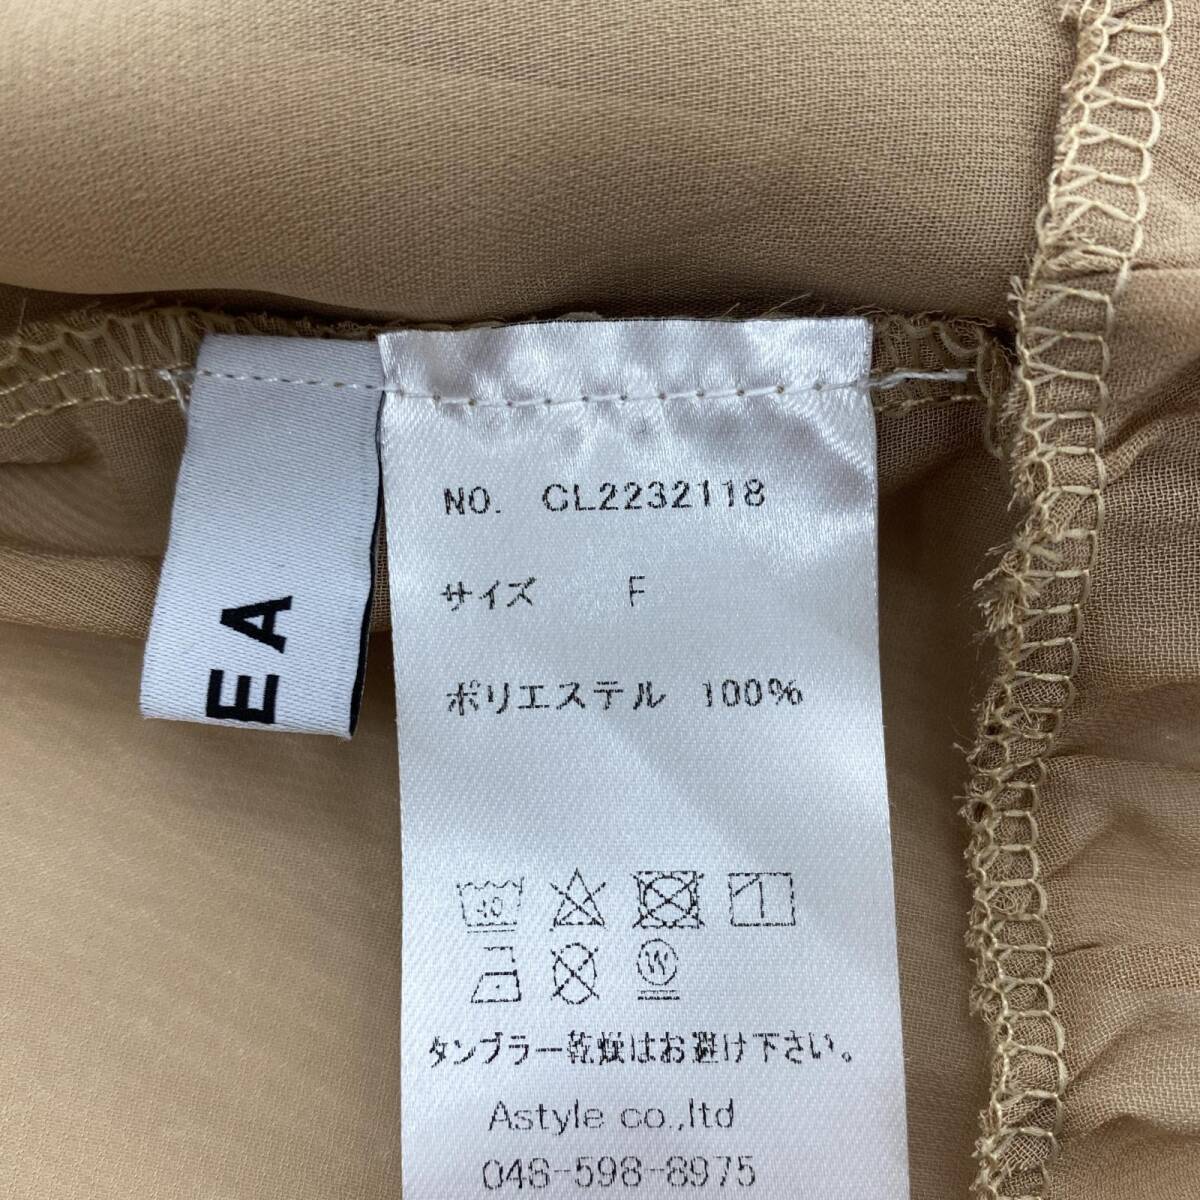 EA
NO. CL2232118
サイズ F
ポリエステル 100%
40
W
タンブラー乾燥はお避け下さい。
Astyle co.,ltd
048-598-8975